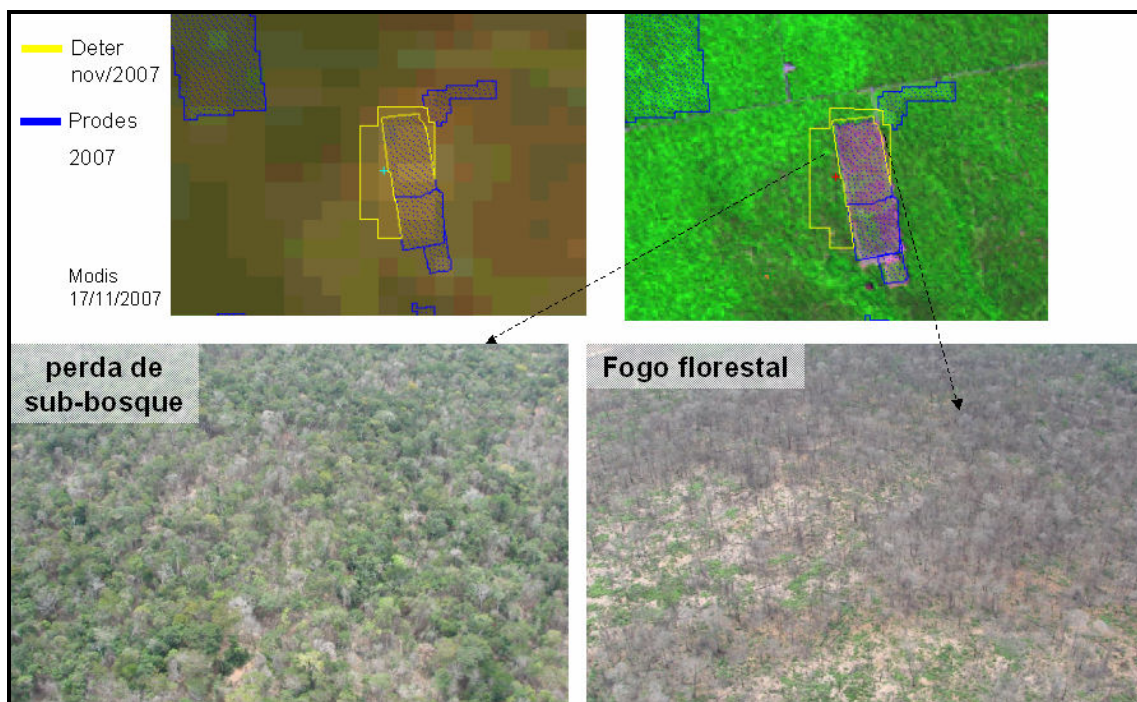 Deter
nov/2007
Prodes
2007
Modis
17/11/2007
perda de
sub-bosque
Fogo florestal